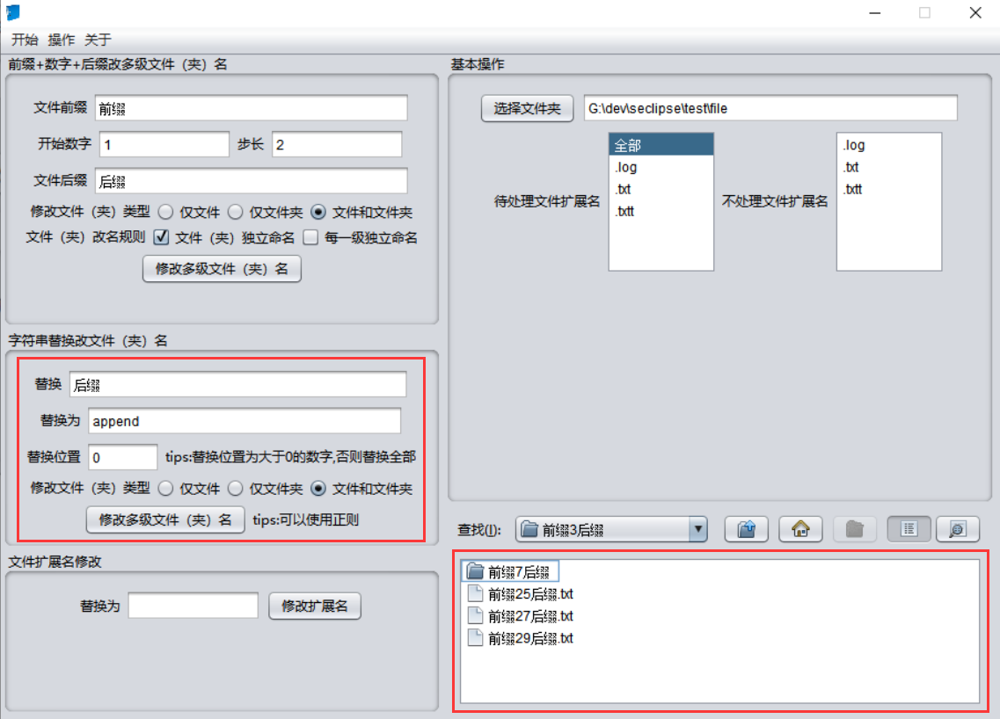 开始 操作 关于
前缀+数字+后缀改多级文件（夹）名
文件前缀 前缀
开始数字 1 步长 2
文件后缀 后缀
修改文件（夹）类型 仅文件 仅文件夹 文件和文件夹
文件（夹）改名规则 文件（夹）独立命名 每一级独立命名
修改多级文件（夹）名
字符串替换改文件（夹）名
替换 后缀
替换为 append
替换位置 0 tips:替换位置为大于0的数字,否则替换全部
修改文件（夹）类型 仅文件 仅文件夹 文件和文件夹
修改多级文件（夹）名 tips:可以使用正则
文件扩展名修改
替换为 修改扩展名
基本操作
选择文件夹 G:\dev\seclipse\test\file
待处理文件扩展名
全部
.log
.txt
.txtt
不处理文件扩展名
.log
.txt
.txtt
查找(I): 前缀3后缀
前缀7后缀
前缀25后缀.txt
前缀27后缀.txt
前缀29后缀.txt